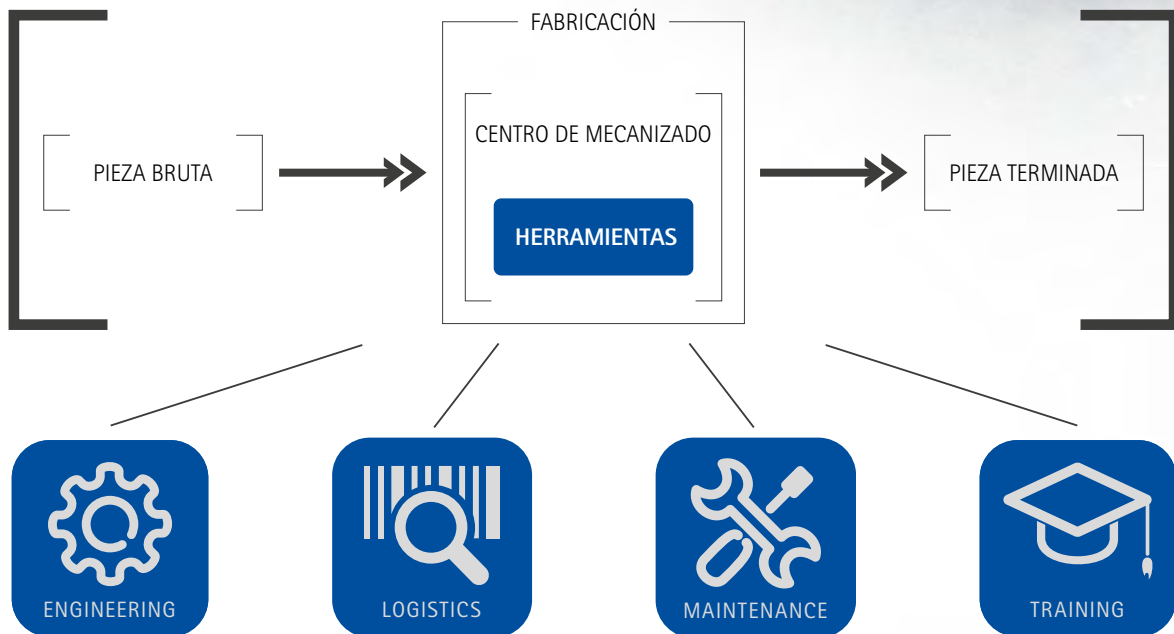 FABRICACIÓN
CENTRO DE MECANIZADO
PIEZA BRUTA
PIEZA TERMINADA
HERRAMIENTAS
ENGINEERING
LOGISTICS
MAINTENANCE
TRAINING